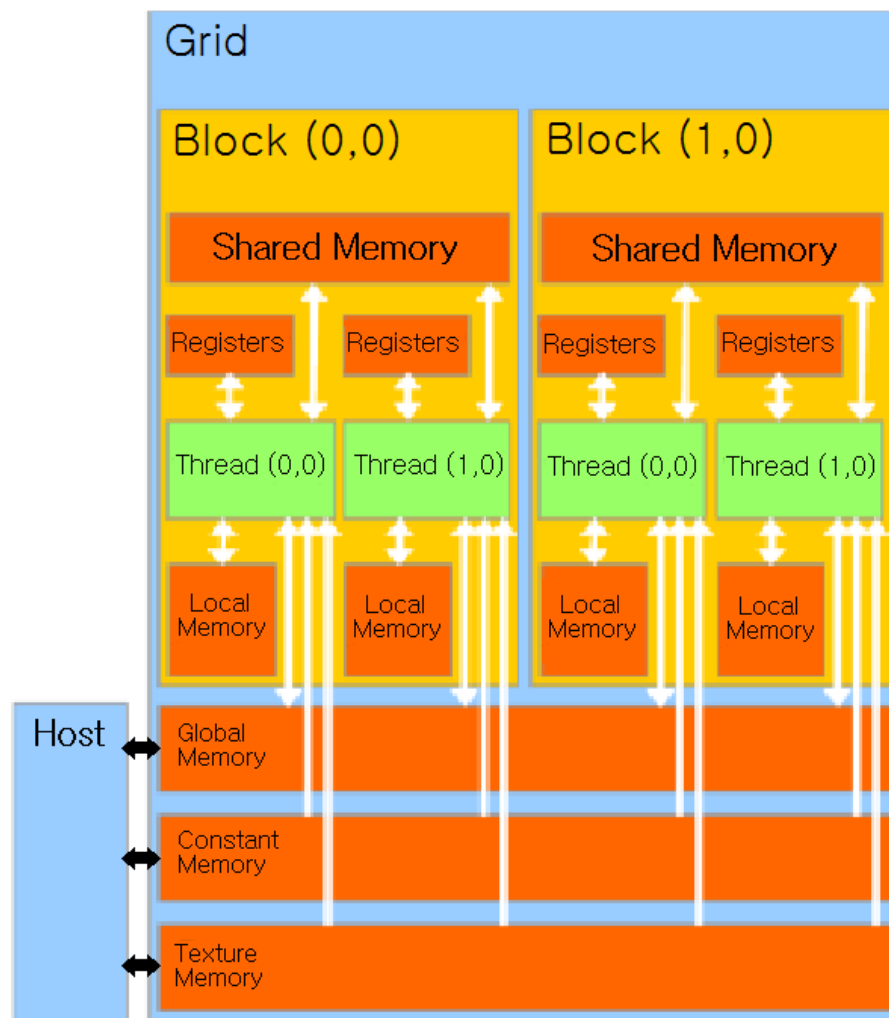 Grid
Block (0,0)
Block (1,0)
Shared Memory
Shared Memory
Registers
Registers
Registers
Registers
Thread (0,0)
Thread (1,0)
Thread (0,0)
Thread (1,0)
Local
Memory
Local
Memory
Local
Memory
Local
Memory
Host
Global
Memory
Constant
Memory
Texture
Memory